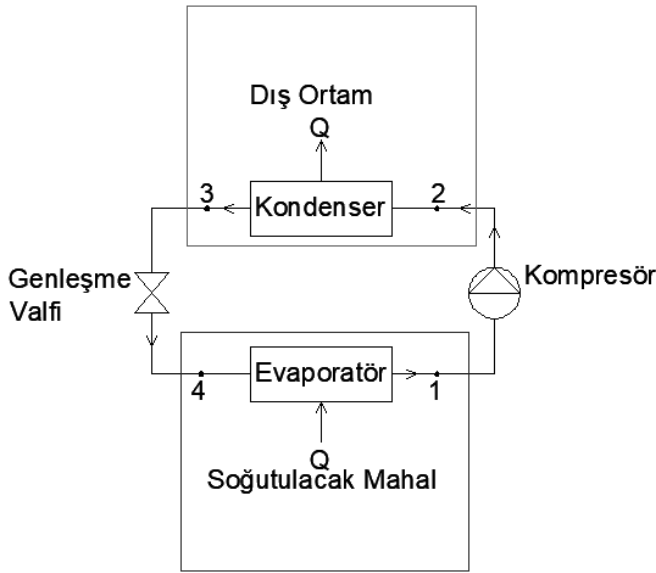 Dış Ortam
Q
3
Kondenser
2
Genleşme
Valfi
Kompresör
4
Evaporatör
1
Q
Soğutulacak Mahal